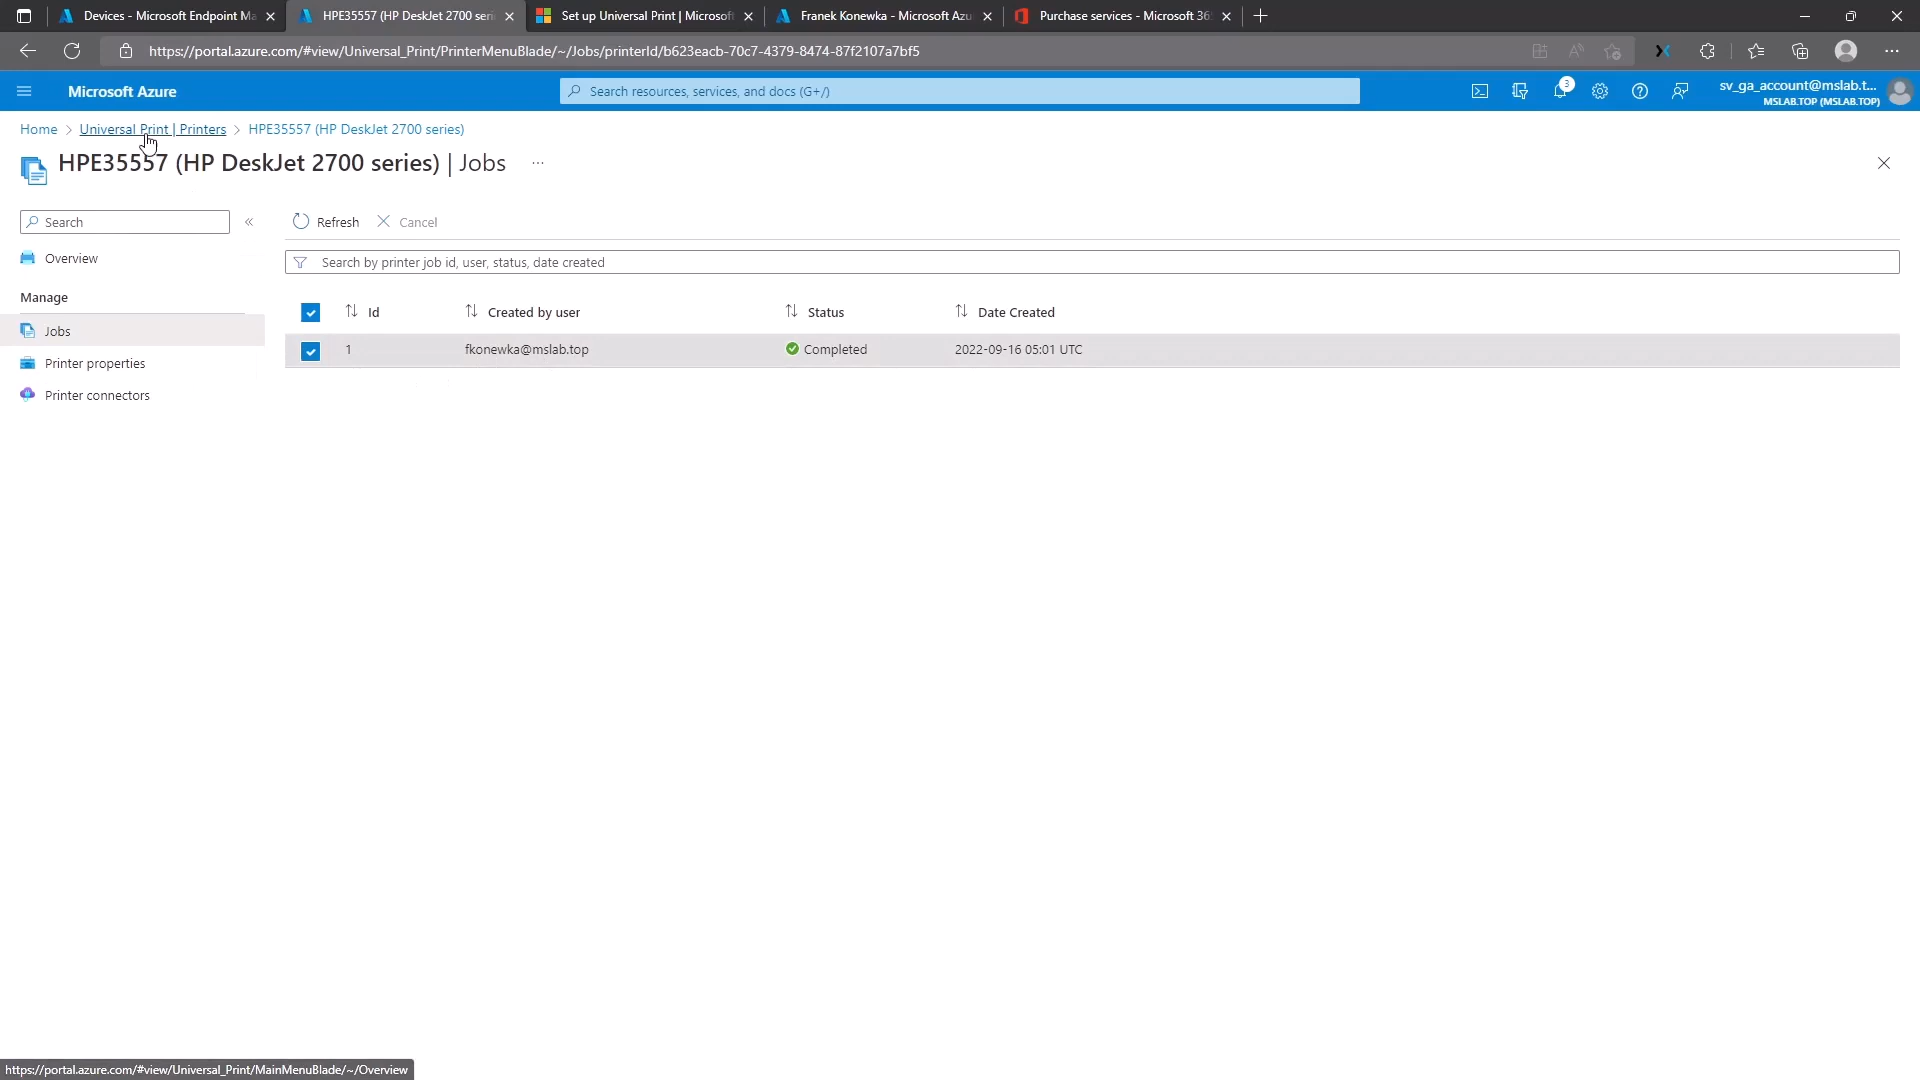 Devices - Microsoft Endpoint Ma
HPE35557 (HP DeskJet 2700 seri
Set up Universal Print | Microsoft
Franek Konewka - Microsoft Azu
Purchase services - Microsoft 36
https://portal.azure.com/#view/Universal_Print/PrinterMenuBlade/~/Jobs/printerId/b623eacb-70c7-4379-8474-87f2107a7bf5
Microsoft Azure
Search resources, services, and docs (G+/)
3
sv_ga_account@mslab.t...
MSLAB.TOP (MSLAB.TOP)
Home > Universal Print | Printers > HPE35557 (HP DeskJet 2700 series)
HPE35557 (HP DeskJet 2700 series) | Jobs ...
Search «
Refresh Cancel
Overview
Search by printer job id, user, status, date created
Manage
Id Created by user Status Date Created
Jobs
1 fkonewka@mslab.top Completed 2022-09-16 05:01 UTC
Printer properties
Printer connectors
https://portal.azure.com/#view/Universal_Print/MainMenuBlade/~/Overview